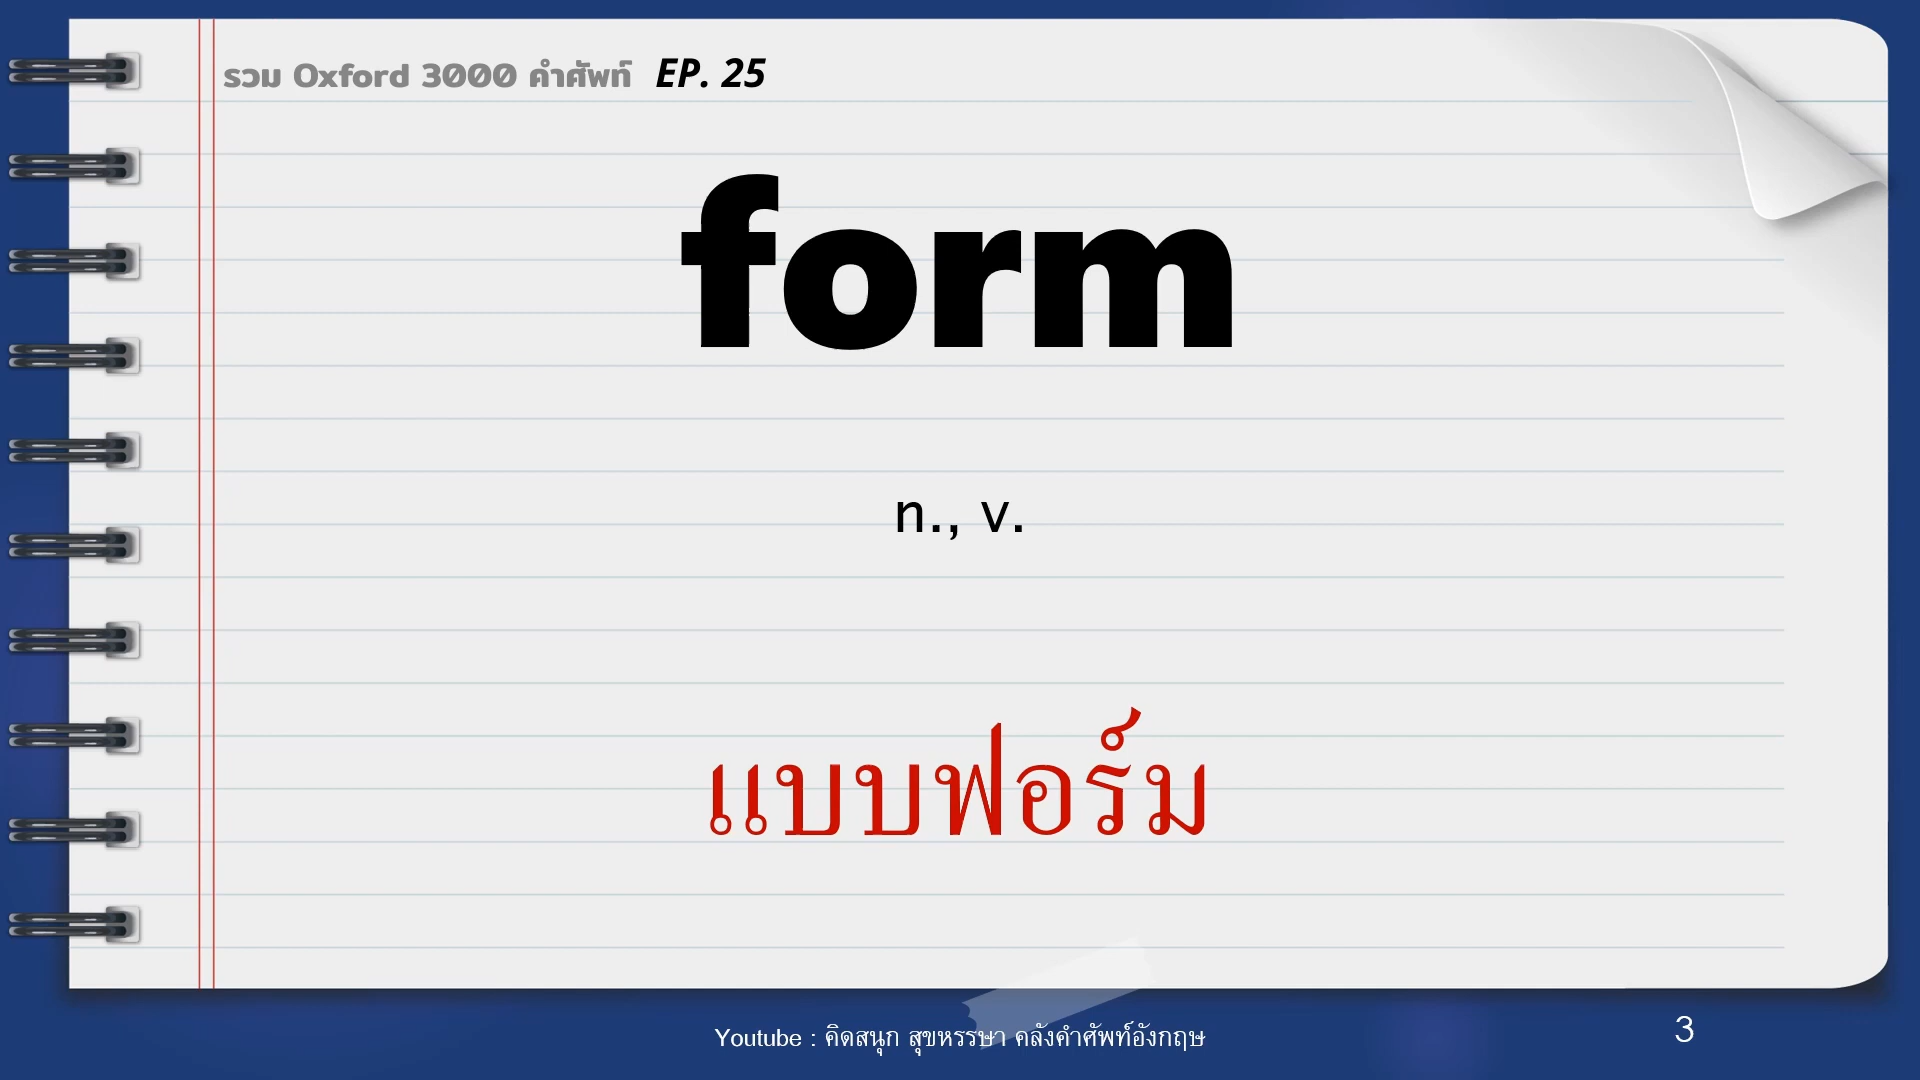 รวม Oxford 3000 คำศัพท์ EP. 25
form
n., v.
แบบฟอร์ม
Youtube : คิดสนุก สุขหรรษา คลังคำศัพท์อังกฤษ
3